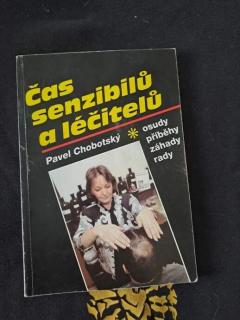 Čas
senzibilů
a léčitelů
Pavel Chobotský * osudy
příběhy
záhady
rady